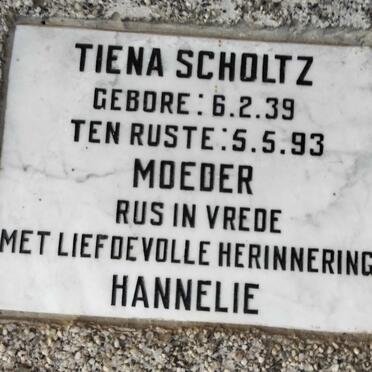 TIENA SCHOLTZ
GEBORE: 6.2.39
TEN RUSTE: 5.5.93
MOEDER
RUS IN VREDE
MET LIEFDEVOLLE HERINNERING
HANNELIE